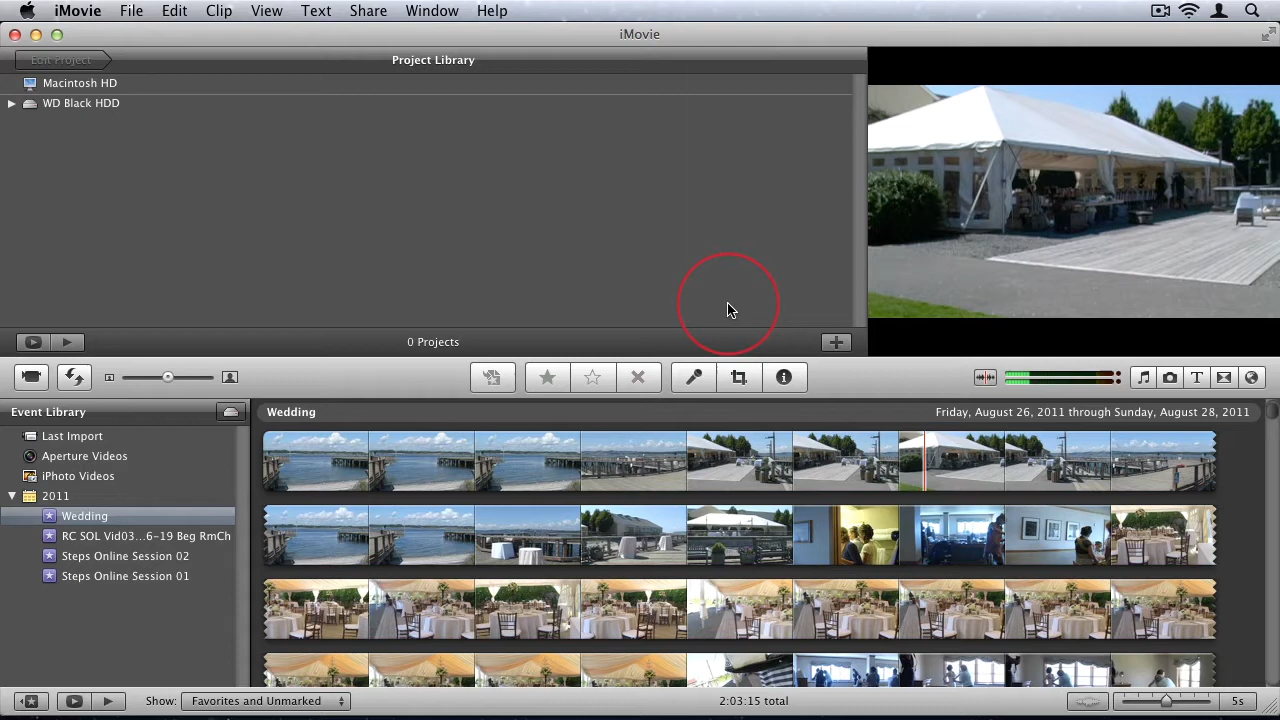 iMovie File Edit Clip View Text Share Window Help
iMovie
Edit Project
Project Library
Macintosh HD
WD Black HDD
0 Projects
Event Library
Wedding
Friday, August 26, 2011 through Sunday, August 28, 2011
Last Import
Aperture Videos
iPhoto Videos
2011
Wedding
RC SOL Vid03...6-19 Beg RmCh
Steps Online Session 02
Steps Online Session 01
Show: Favorites and Unmarked
2:03:15 total
5s